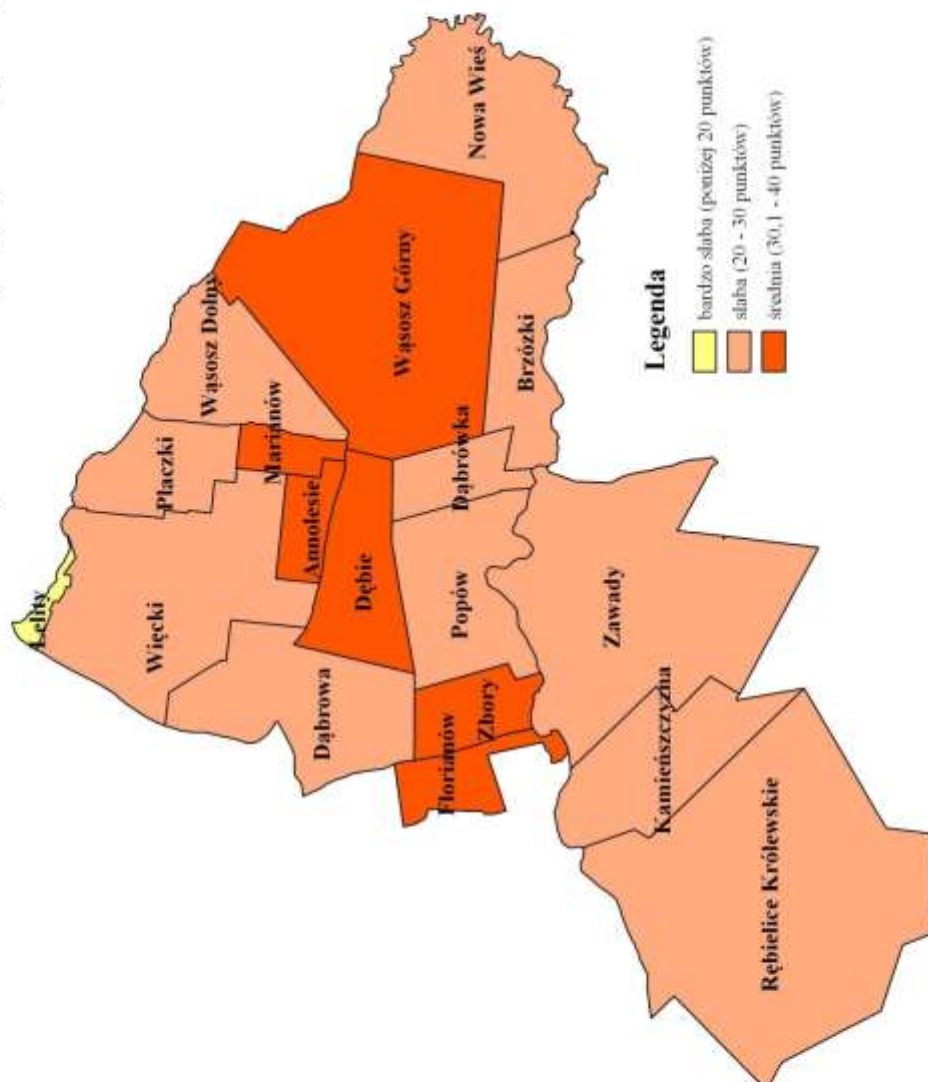 Lelity
Więcki
Płaczki
Wąsosz Dolny
Marianów
Annolesie
Dąbrowa
Dębie
Wąsosz Górny
Nowa Wieś
Florianów
Zbory
Popów
Dąbrówka
Brzózki
Zawady
Kamieńszczyzna
Rębielice Królewskie
Legenda
bardzo słaba (poniżej 20 punktów)
słaba (20 - 30 punktów)
średnia (30,1 - 40 punktów)